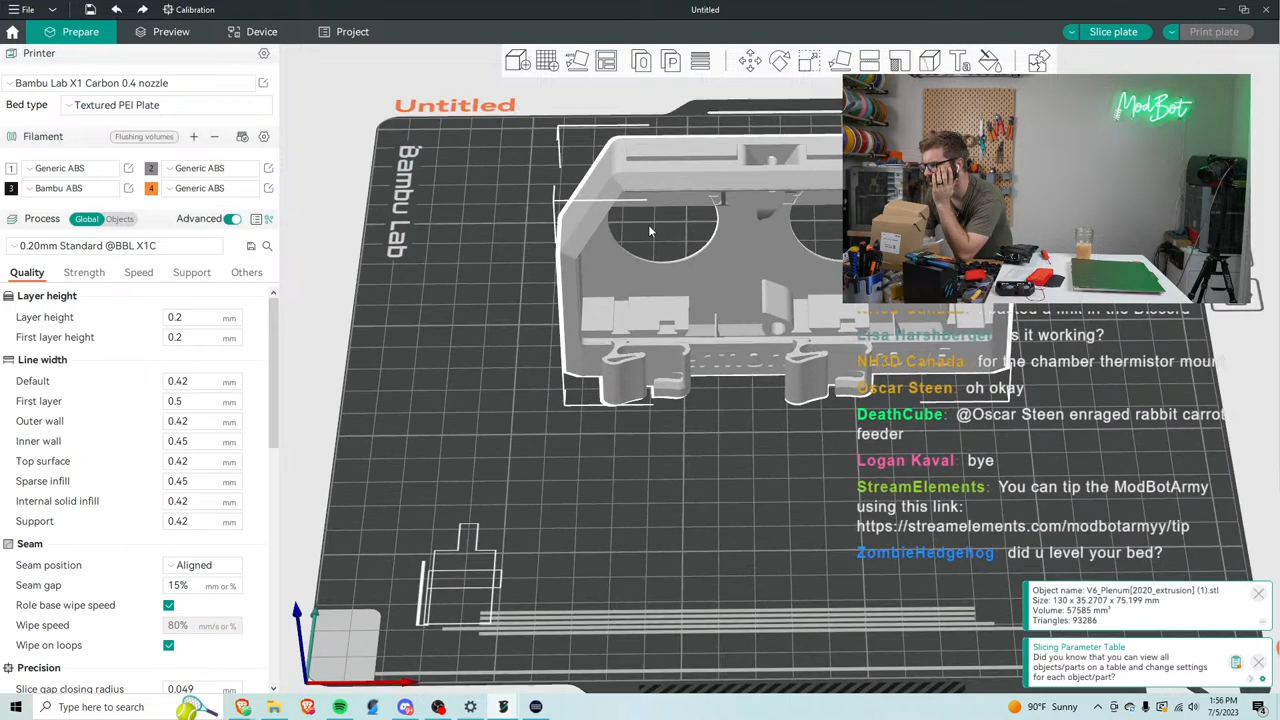 File
Calibration
Untitled
Prepare
Preview
Device
Project
Slice plate
Print plate
Printer
Bambu Lab X1 Carbon 0.4 nozzle
Bed type
Textured PEI Plate
Filament
Flushing volumes
1 Generic ABS
2 Generic ABS
3 Bambu ABS
4 Generic ABS
Process
Global
Objects
Advanced
0.20mm Standard @BBL X1C
Quality
Strength
Speed
Support
Others
Layer height
Layer height 0.2 mm
First layer height 0.2 mm
Line width
Default 0.42 mm
First layer 0.5 mm
Outer wall 0.42 mm
Inner wall 0.45 mm
Top surface 0.42 mm
Sparse infill 0.45 mm
Internal solid infill 0.42 mm
Support 0.42 mm
Seam
Seam position Aligned
Seam gap 15% mm or %
Role base wipe speed
Wipe speed 80% mm/s or %
Wipe on loops
Precision
Slice gap closing radius 0.049 mm
Untitled
Bambu Lab
ModBot
a link in the Discord
Lisa Harshberger: s it working?
NH3D Canada: for the chamber thermistor mount
Oscar Steen: oh okay
DeathCube: @Oscar Steen enraged rabbit carrot
feeder
Logan Kaval: bye
StreamElements: You can tip the ModBotArmy
using this link:
https://streamelements.com/modbotarmyy/tip
ZombieHedgehog: did u level your bed?
Object name: V6_Plenum[2020_extrusion] (1).stl
Size: 130 x 35.2707 x 75.199 mm
Volume: 57585 mm³
Triangles: 93286
Slicing Parameter Table
Did you know that you can view all
objects/parts on a table and change settings
for each object/part?
Type here to search
90°F Sunny
1:56 PM
7/5/2023
4